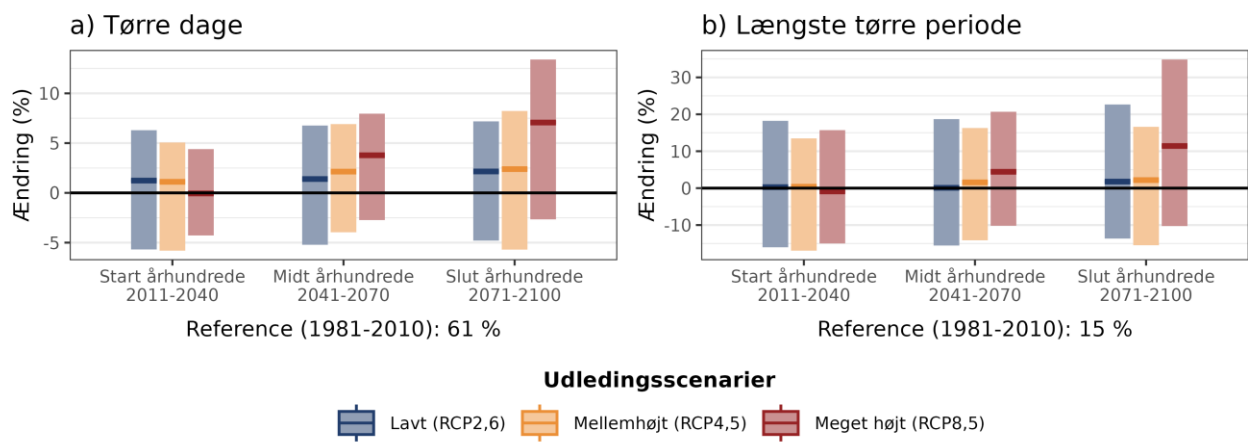 a) Tørre dage
Ændring (%)
10
5
0
-5
Start århundrede
2011-2040
Midt århundrede
2041-2070
Slut århundrede
2071-2100
Reference (1981-2010): 61 %
b) Længste tørre periode
Ændring (%)
30
20
10
0
-10
Start århundrede
2011-2040
Midt århundrede
2041-2070
Slut århundrede
2071-2100
Reference (1981-2010): 15 %
Udledingsscenarier
Lavt (RCP2,6)
Mellemhøjt (RCP4,5)
Meget højt (RCP8,5)